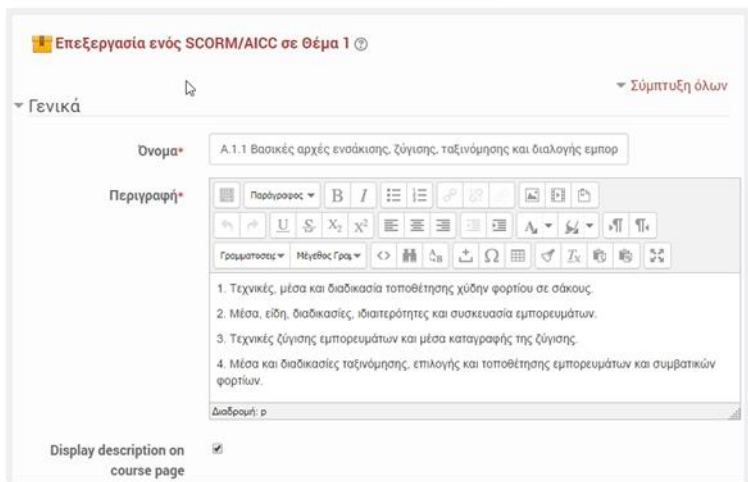 Επεξεργασία ενός SCORM/AICC σε Θέμα 1
Σύμπτυξη όλων
Γενικά
Όνομα*
Α.1.1 Βασικές αρχές ενσάκισης, ζύγισης, ταξινόμησης και διαλογής εμπορ
Περιγραφή*
Παράγραφος
B I
U S X₂ X²
Γραμματοσειρ
Μέγεθος Γραμ
1. Τεχνικές, μέσα και διαδικασία τοποθέτησης χύδην φορτίου σε σάκους.
2. Μέσα, είδη, διαδικασίες, ιδιαιτερότητες και συσκευασία εμπορευμάτων.
3. Τεχνικές ζύγισης εμπορευμάτων και μέσα καταγραφής της ζύγισης.
4. Μέσα και διαδικασίες ταξινόμησης, επιλογής και τοποθέτησης εμπορευμάτων και συμβατικών
φορτίων.
Διαδρομή: p
Display description on
course page